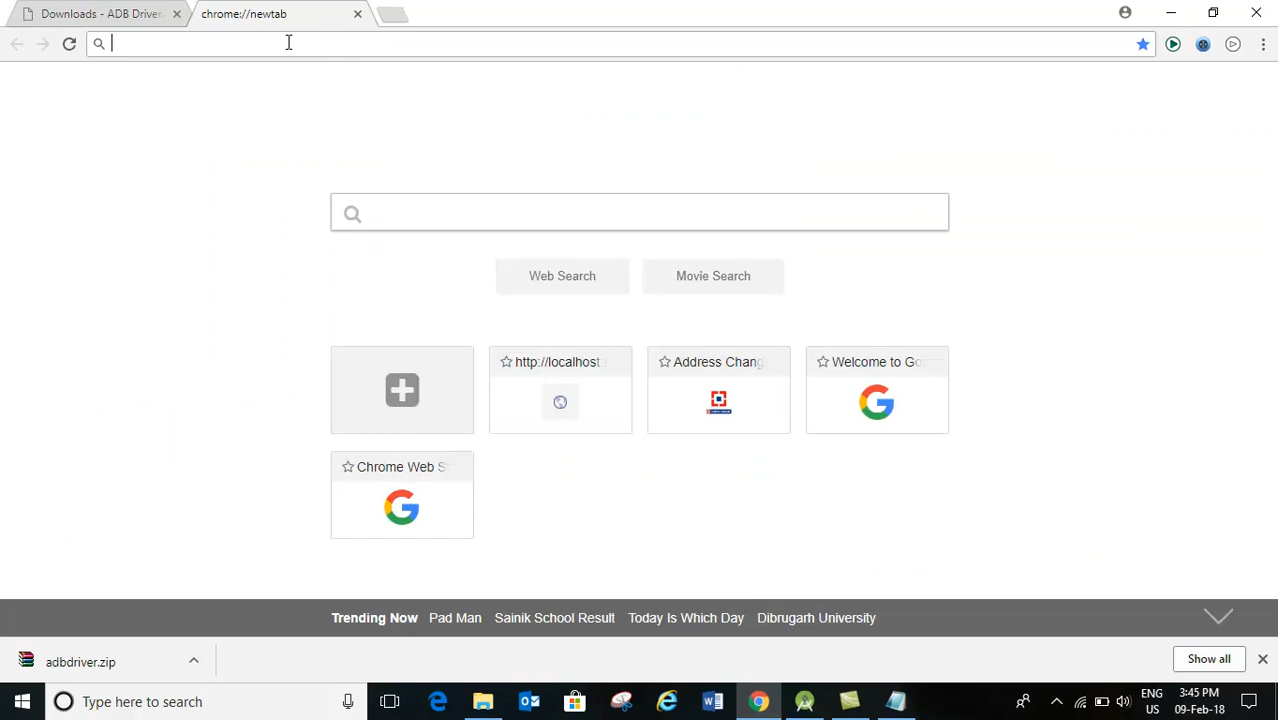 Downloads - ADB Driver
chrome://newtab
Web Search
Movie Search
http://localhost
Address Chang
Welcome to Go
Chrome Web S
Trending Now Pad Man Sainik School Result Today Is Which Day Dibrugarh University
adbdriver.zip
Show all
Type here to search
ENG
US
3:45 PM
09-Feb-18